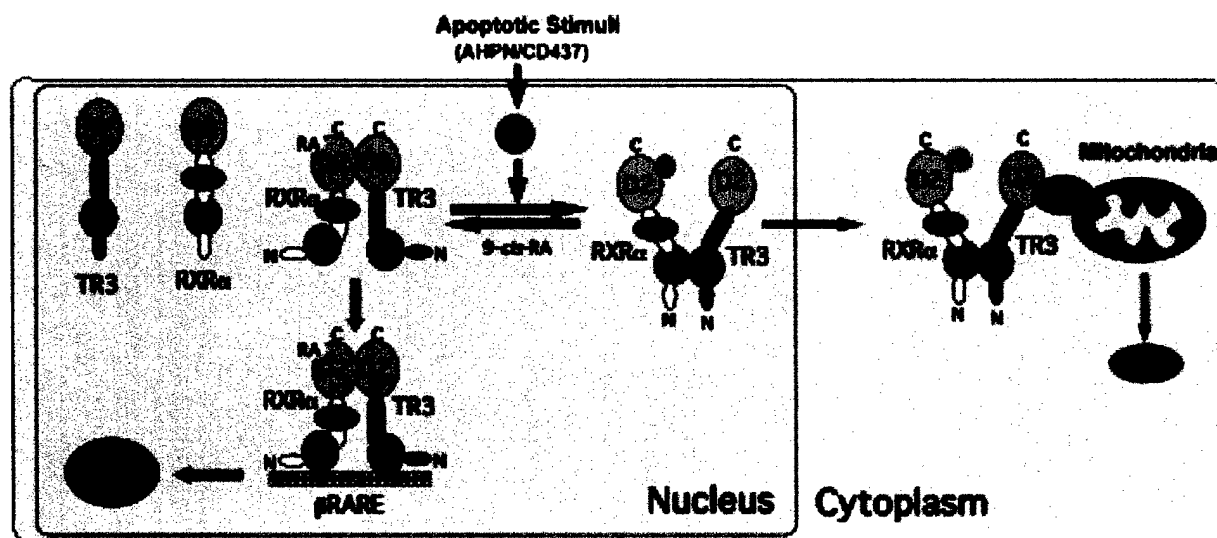 Apoptotic Stimuli
(AHPN/CD437)
TR3
RXRα
RA
C
C
RXRα
TR3
N
N
9-cis-RA
C
C
RXRα
TR3
N
N
C
C
Mitochondria
RXRα
TR3
N
N
RA
C
C
RXRα
TR3
N
N
βRARE
Nucleus
Cytoplasm